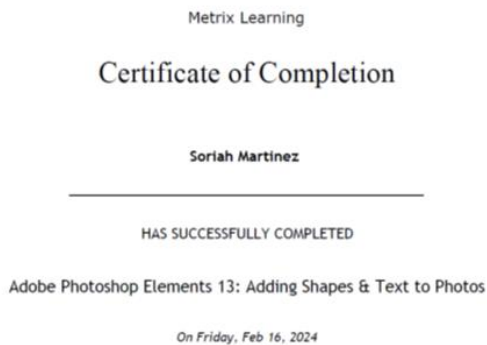 Metrix Learning
Certificate of Completion
Soriah Martinez
HAS SUCCESSFULLY COMPLETED
Adobe Photoshop Elements 13: Adding Shapes & Text to Photos
On Friday, Feb 16, 2024